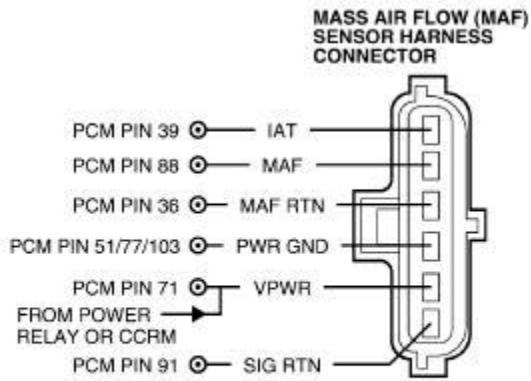 MASS AIR FLOW (MAF)
SENSOR HARNESS
CONNECTOR
PCM PIN 39 IAT
PCM PIN 88 MAF
PCM PIN 36 MAF RTN
PCM PIN 51/77/103 PWR GND
PCM PIN 71 VPWR
FROM POWER
RELAY OR CCRM
PCM PIN 91 SIG RTN